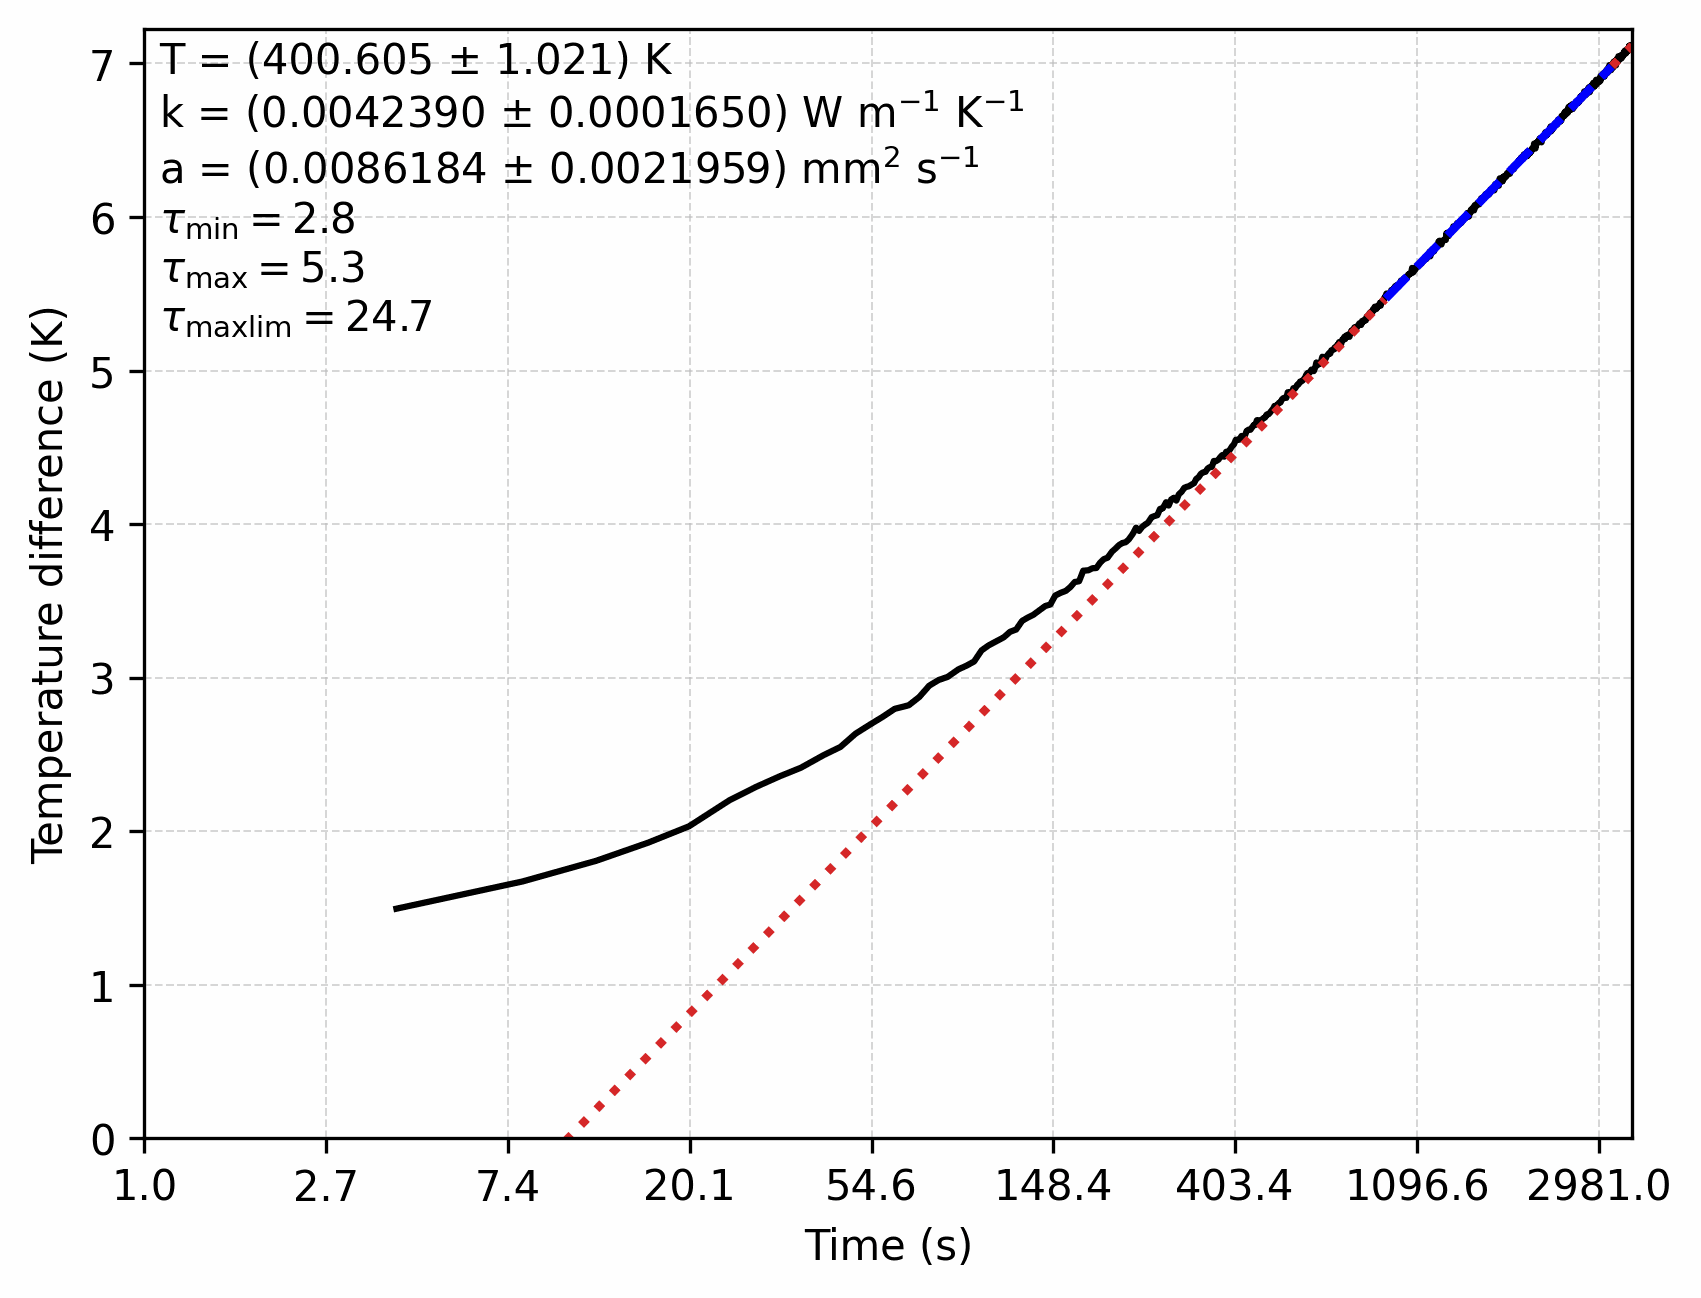 T = (400.605 ± 1.021) K
k = (0.0042390 ± 0.0001650) W m⁻¹ K⁻¹
a = (0.0086184 ± 0.0021959) mm² s⁻¹
τmin = 2.8
τmax = 5.3
τmaxlim = 24.7
7
6
5
4
3
2
1
0
Temperature difference (K)
1.0 2.7 7.4 20.1 54.6 148.4 403.4 1096.6 2981.0
Time (s)